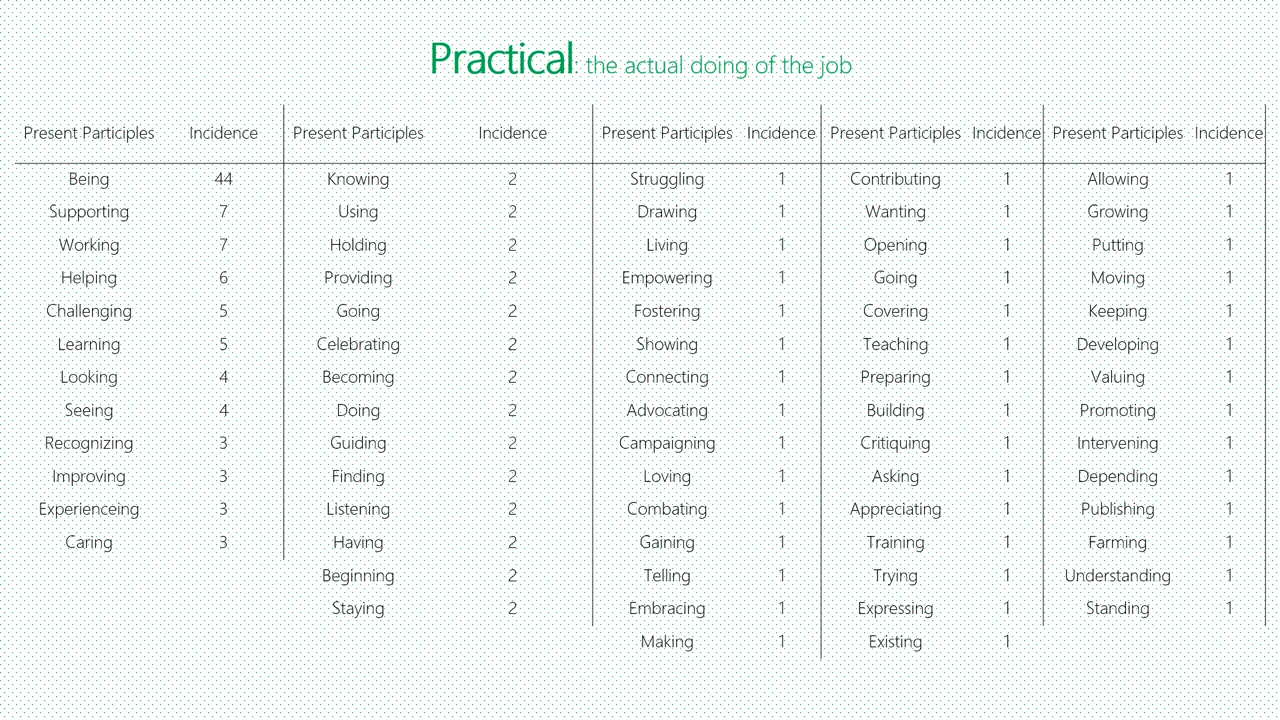 Practical: the actual doing of the job
Present Participles Incidence Present Participles Incidence Present Participles Incidence Present Participles Incidence Present Participles Incidence
Being 44 Knowing 2 Struggling 1 Contributing 1 Allowing 1
Supporting 7 Using 2 Drawing 1 Wanting 1 Growing 1
Working 7 Holding 2 Living 1 Opening 1 Putting 1
Helping 6 Providing 2 Empowering 1 Going 1 Moving 1
Challenging 5 Going 2 Fostering 1 Covering 1 Keeping 1
Learning 5 Celebrating 2 Showing 1 Teaching 1 Developing 1
Looking 4 Becoming 2 Connecting 1 Preparing 1 Valuing 1
Seeing 4 Doing 2 Advocating 1 Building 1 Promoting 1
Recognizing 3 Guiding 2 Campaigning 1 Critiquing 1 Intervening 1
Improving 3 Finding 2 Loving 1 Asking 1 Depending 1
Experienceing 3 Listening 2 Combating 1 Appreciating 1 Publishing 1
Caring 3 Having 2 Gaining 1 Training 1 Farming 1
Beginning 2 Telling 1 Trying 1 Understanding 1
Staying 2 Embracing 1 Expressing 1 Standing 1
Making 1 Existing 1